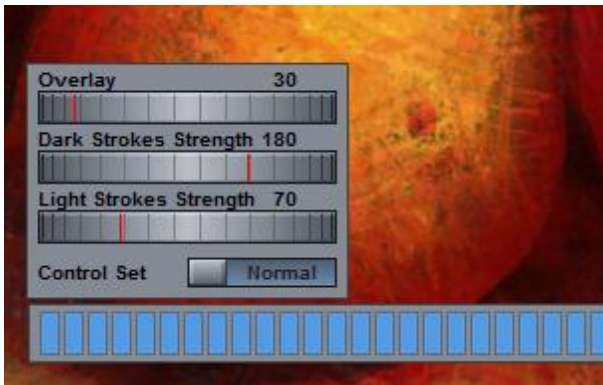 Overlay 30
Dark Strokes Strength 180
Light Strokes Strength 70
Control Set Normal